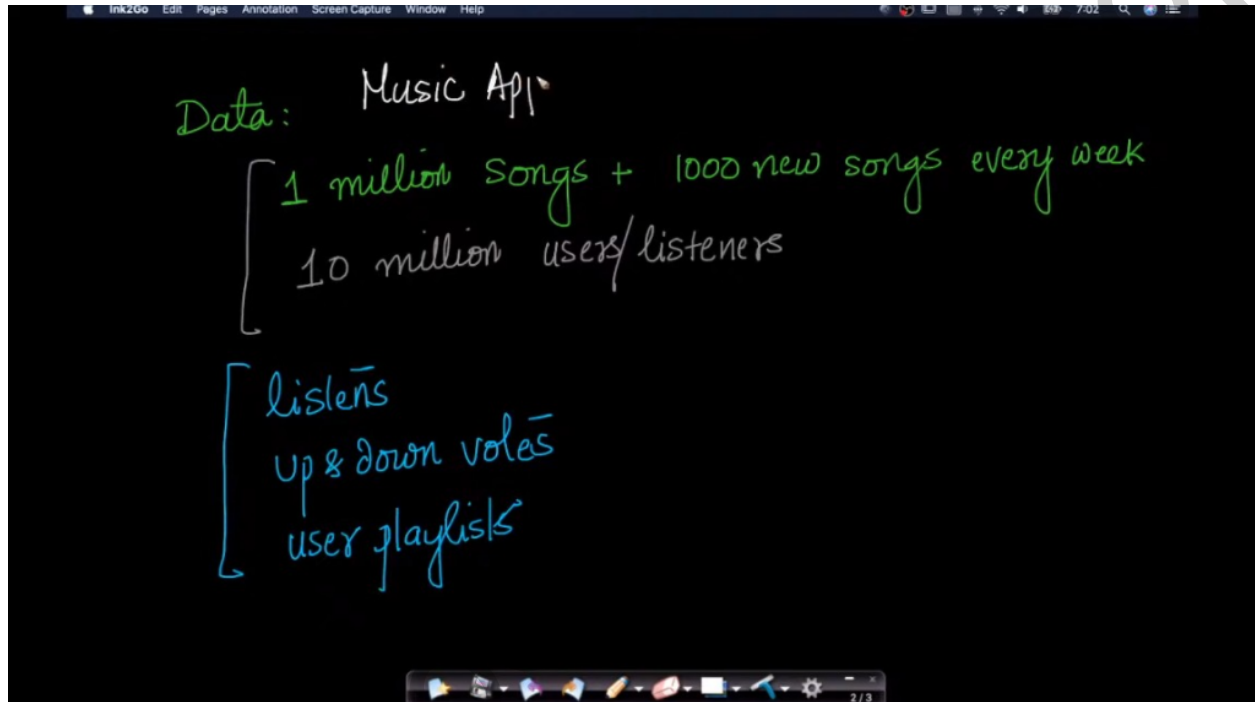 Ink2Go Edit Pages Annotation Screen Capture Window Help 7:02
Music App
Data:
1 million songs + 1000 new songs every week
10 million users/listeners
listens
up & down votes
user playlists
2/3